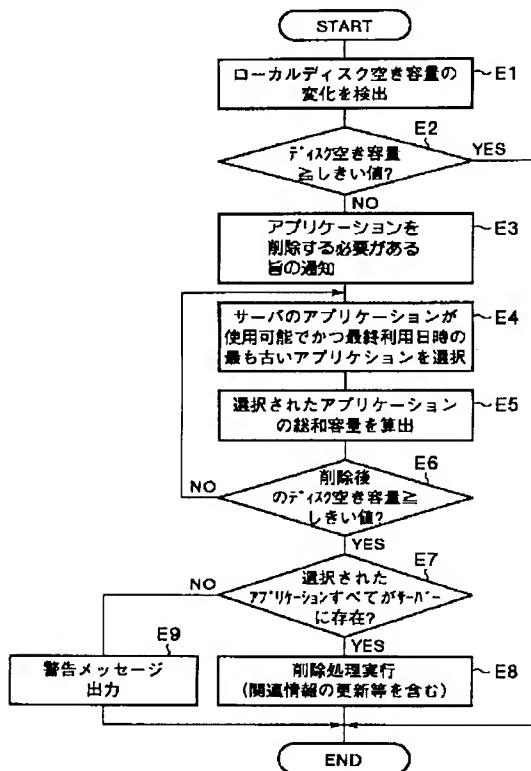 START
ローカルディスク空き容量の
変化を検出
E1
E2
ディスク空き容量
≧しきい値?
YES
NO
アプリケーションを
削除する必要がある
旨の通知
E3
サーバのアプリケーションが
使用可能でかつ最終利用日時の
最も古いアプリケションを選択
E4
選択されたアプリケーション
の総和容量を算出
E5
E6
削除後
のディスク空き容量≧
しきい値?
NO
YES
E7
選択された
アプリケーションすべてがサーバー
に存在?
NO
YES
E9
警告メッセージ
出力
削除処理実行
(関連情報の更新等を含む)
E8
END